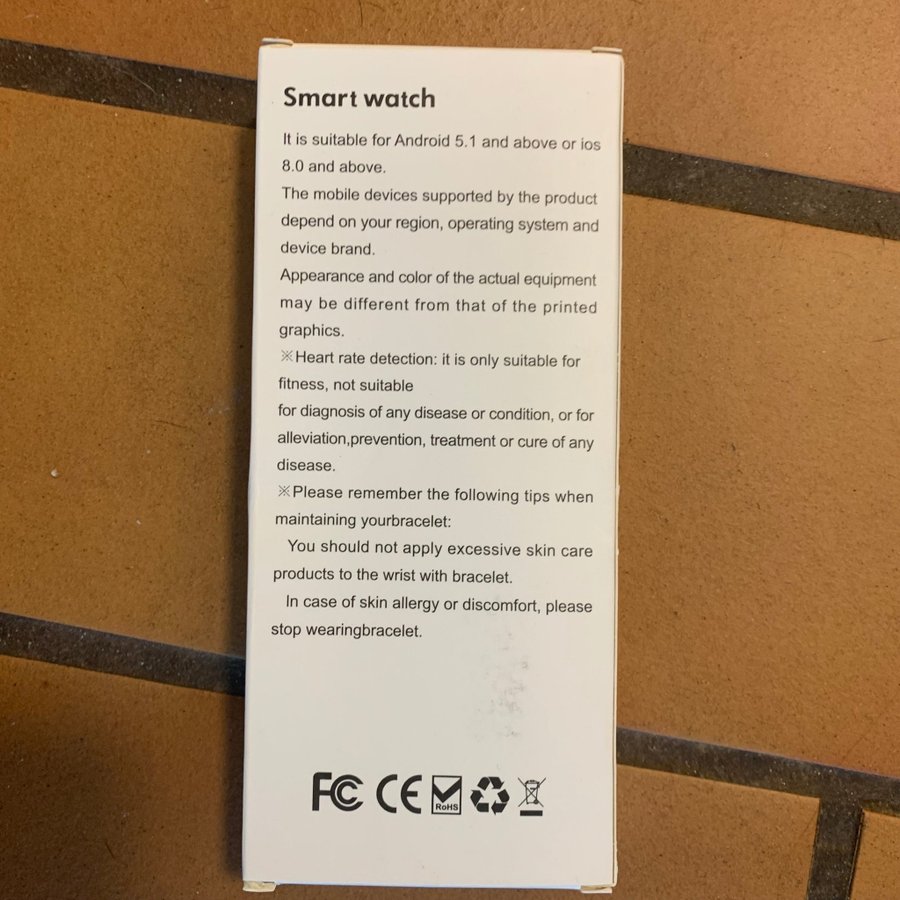 Smart watch
It is suitable for Android 5.1 and above or ios
8.0 and above.
The mobile devices supported by the product
depend on your region, operating system and
device brand.
Appearance and color of the actual equipment
may be different from that of the printed
graphics.
※Heart rate detection: it is only suitable for
fitness, not suitable
for diagnosis of any disease or condition, or for
alleviation,prevention, treatment or cure of any
disease.
※Please remember the following tips when
maintaining yourbracelet:
You should not apply excessive skin care
products to the wrist with bracelet.
In case of skin allergy or discomfort, please
stop wearingbracelet.
FC CE RoHS